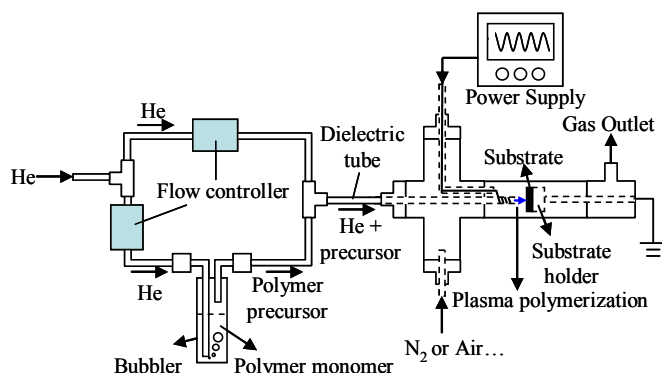 Power Supply
He
Gas Outlet
Dielectric
tube
Substrate
He
Flow controller
He +
precursor
Substrate
holder
He
Polymer
precursor
Plasma polymerization
N2 or Air…
Bubbler
Polymer monomer